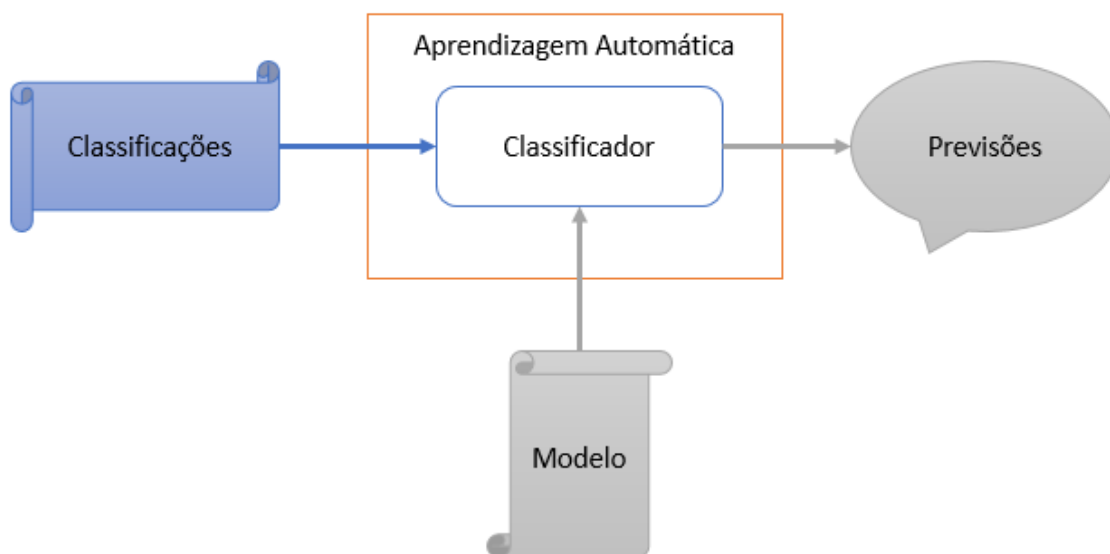 Aprendizagem Automática
Classificações
Classificador
Previsões
Modelo